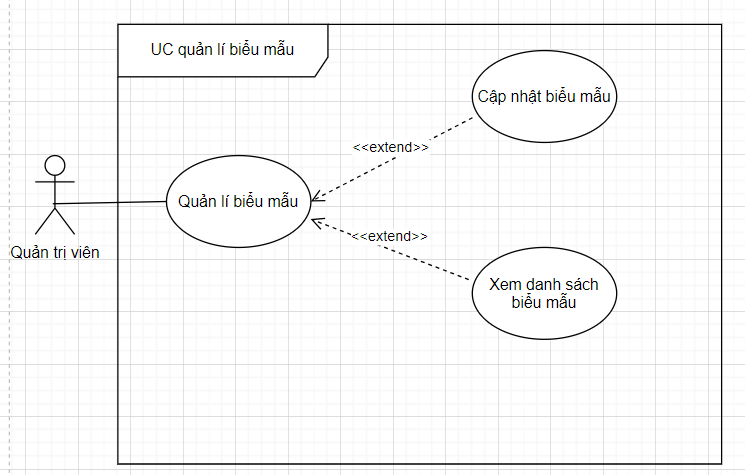 UC quản lí biểu mẫu
Cập nhật biểu mẫu
<<extend>>
Quản lí biểu mẫu
<<extend>>
Quản trị viên
Xem danh sách
biểu mẫu